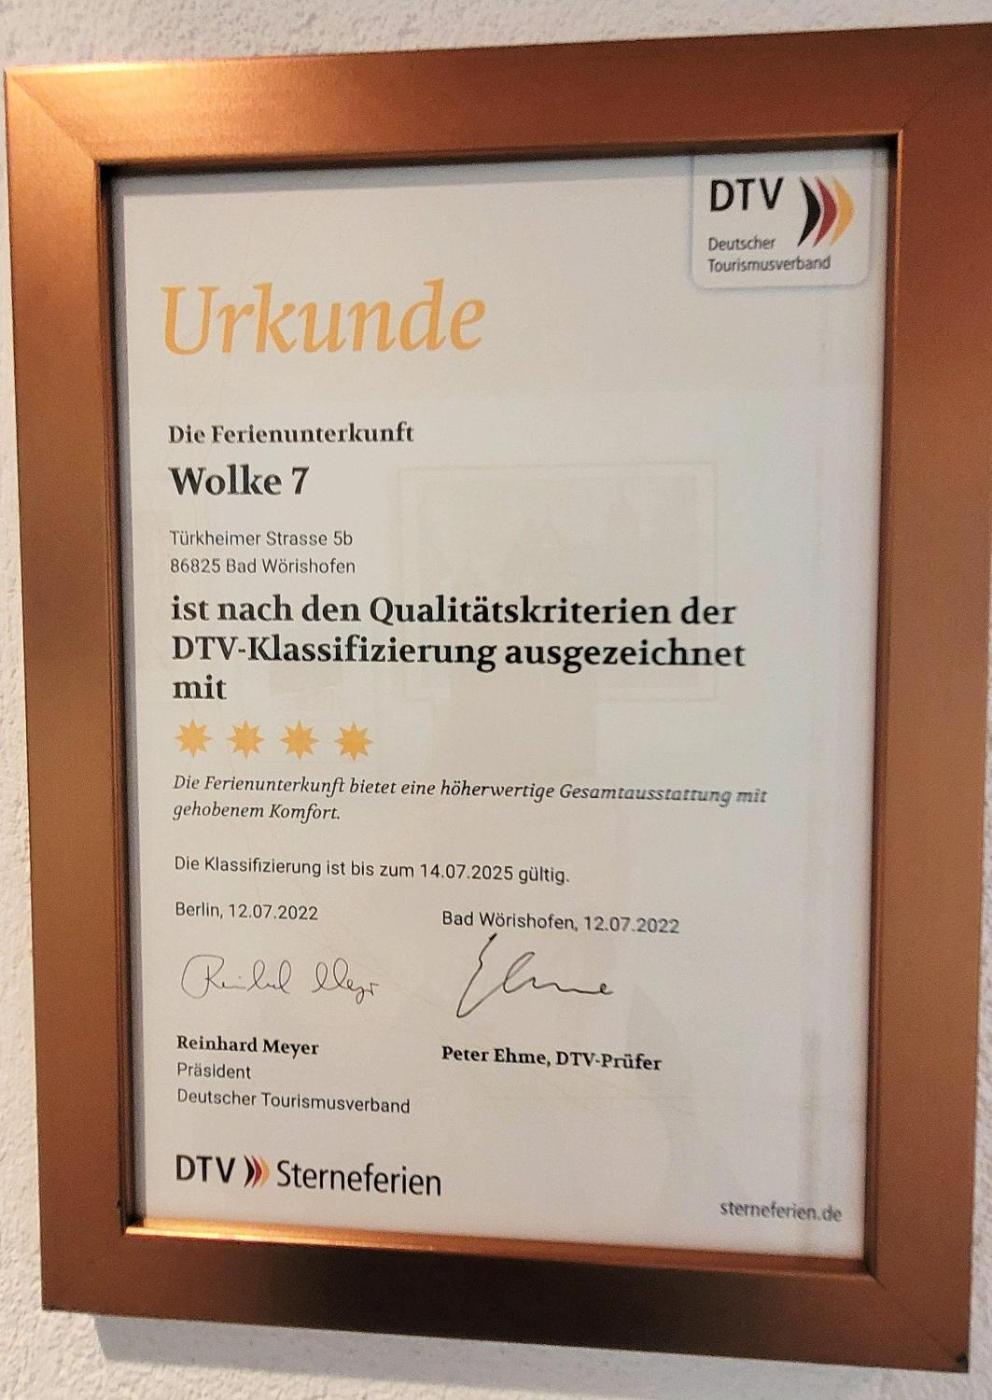 DTV
Deutscher
Tourismusverband
Urkunde
Die Ferienunterkunft
Wolke 7
Türkheimer Strasse 5b
86825 Bad Wörishofen
ist nach den Qualitätskriterien der
DTV-Klassifizierung ausgezeichnet
mit
Die Ferienunterkunft bietet eine höherwertige Gesamtausstattung mit
gehobenem Komfort.
Die Klassifizierung ist bis zum 14.07.2025 gültig.
Berlin, 12.07.2022
Bad Wörishofen, 12.07.2022
Reinhard Meyer
Ehme
Reinhard Meyer
Präsident
Deutscher Tourismusverband
Peter Ehme, DTV-Prüfer
DTV Sterneferien
sterneferien.de